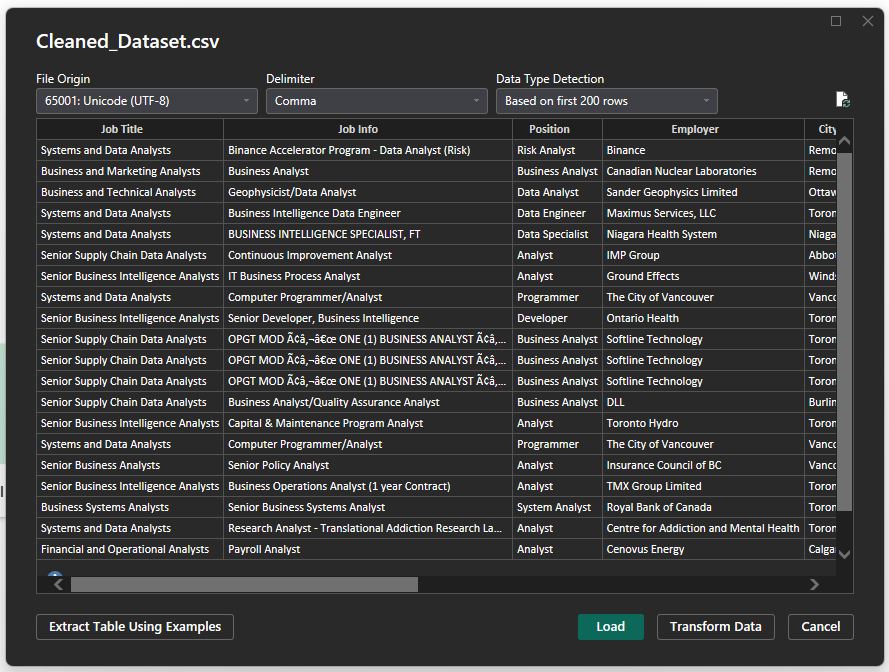 Cleaned_Dataset.csv
File Origin Delimiter Data Type Detection
65001: Unicode (UTF-8) Comma Based on first 200 rows
Job Title Job Info Position Employer City
Systems and Data Analysts Binance Accelerator Program - Data Analyst (Risk) Risk Analyst Binance Remo
Business and Marketing Analysts Business Analyst Business Analyst Canadian Nuclear Laboratories Remo
Business and Technical Analysts Geophysicist/Data Analyst Data Analyst Sander Geophysics Limited Ottaw
Systems and Data Analysts Business Intelligence Data Engineer Data Engineer Maximus Services, LLC Toron
Systems and Data Analysts BUSINESS INTELLIGENCE SPECIALIST, FT Data Specialist Niagara Health System Niaga
Senior Supply Chain Data Analysts Continuous Improvement Analyst Analyst IMP Group Abbot
Senior Business Intelligence Analysts IT Business Process Analyst Analyst Ground Effects Winds
Systems and Data Analysts Computer Programmer/Analyst Programmer The City of Vancouver Vanco
Senior Business Intelligence Analysts Senior Developer, Business Intelligence Developer Ontario Health Toron
Senior Supply Chain Data Analysts OPGT MOD Ã¢â‚¬â€œ ONE (1) BUSINESS ANALYST Ã¢â‚... Business Analyst Softline Technology Toron
Senior Supply Chain Data Analysts OPGT MOD Ã¢â‚¬â€œ ONE (1) BUSINESS ANALYST Ã¢â‚... Business Analyst Softline Technology Toron
Senior Supply Chain Data Analysts OPGT MOD Ã¢â‚¬â€œ ONE (1) BUSINESS ANALYST Ã¢â‚... Business Analyst Softline Technology Toron
Senior Supply Chain Data Analysts Business Analyst/Quality Assurance Analyst Business Analyst DLL Burlin
Senior Business Intelligence Analysts Capital & Maintenance Program Analyst Analyst Toronto Hydro Toron
Systems and Data Analysts Computer Programmer/Analyst Programmer The City of Vancouver Vanco
Senior Business Analysts Senior Policy Analyst Analyst Insurance Council of BC Vanco
Senior Business Intelligence Analysts Business Operations Analyst (1 year Contract) Analyst TMX Group Limited Toron
Business Systems Analysts Senior Business Systems Analyst System Analyst Royal Bank of Canada Toron
Systems and Data Analysts Research Analyst - Translational Addiction Research La... Analyst Centre for Addiction and Mental Health Toron
Financial and Operational Analysts Payroll Analyst Analyst Cenovus Energy Calga
Extract Table Using Examples Load Transform Data Cancel